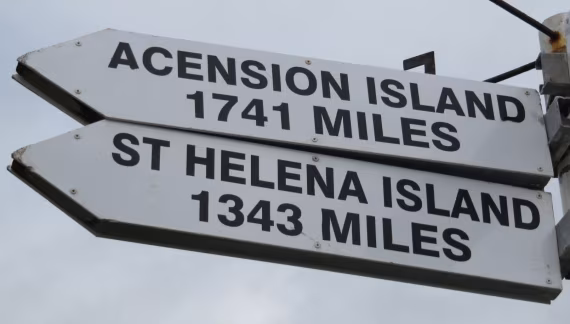 ACENSION ISLAND
1741 MILES
ST HELENA ISLAND
1343 MILES